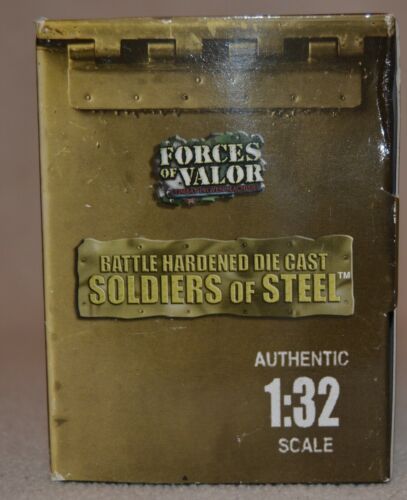 FORCES
OF VALOR
BATTLE HARDENED DIE CAST
SOLDIERS OF STEEL™
AUTHENTIC
1:32
SCALE